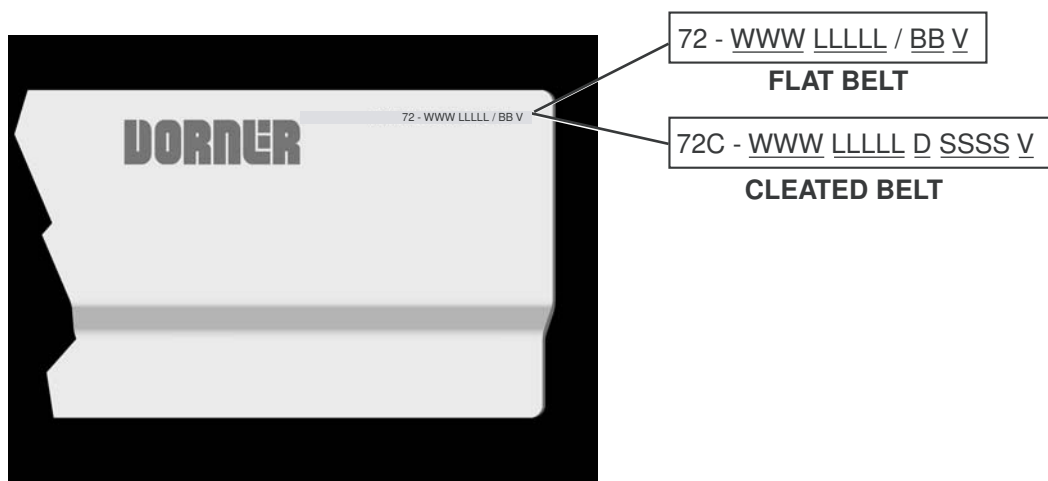 72 - WWW LLLLL / BB V
FLAT BELT
DORNER
72 - WWW LLLLL / BB V
72C - WWW LLLLL D SSSS V
CLEATED BELT